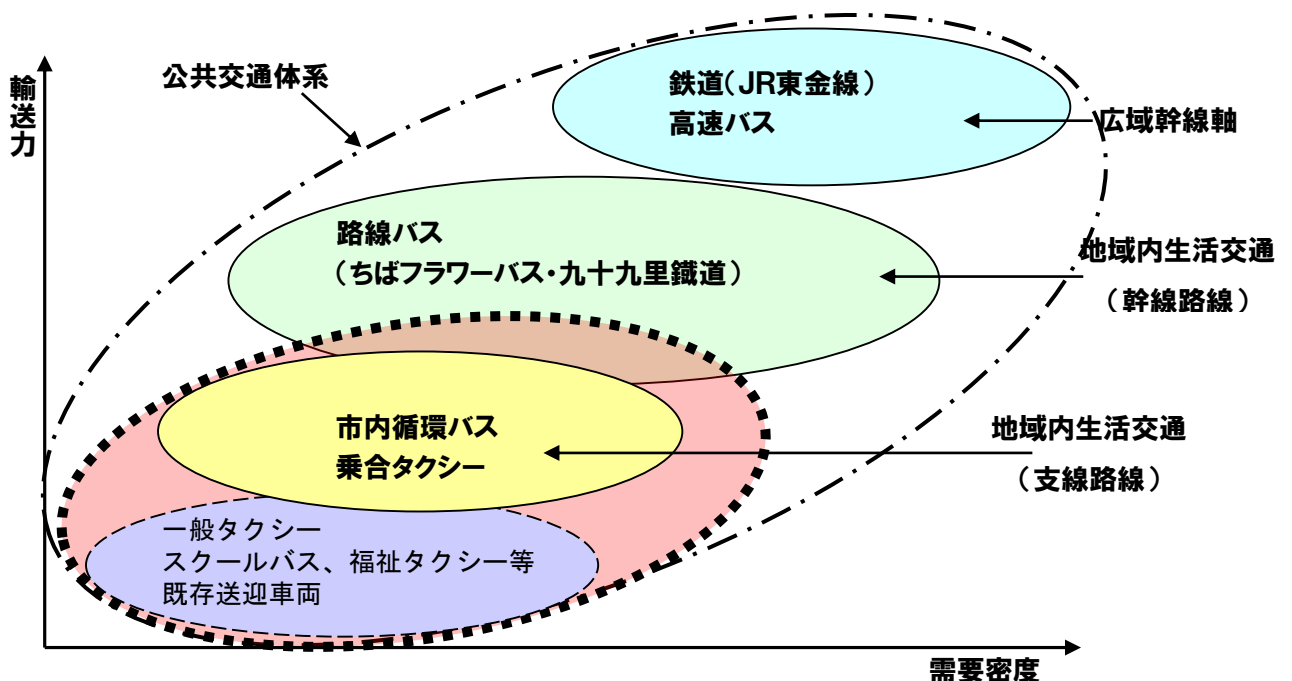 輸送力
公共交通体系
鉄道(JR東金線)
高速バス
広域幹線軸
路線バス
(ちばフラワーバス・九十九里鐵道)
地域内生活交通
(幹線路線)
市内循環バス
乗合タクシー
地域内生活交通
(支線路線)
一般タクシー
スクールバス、福祉タクシー等
既存送迎車両
需要密度